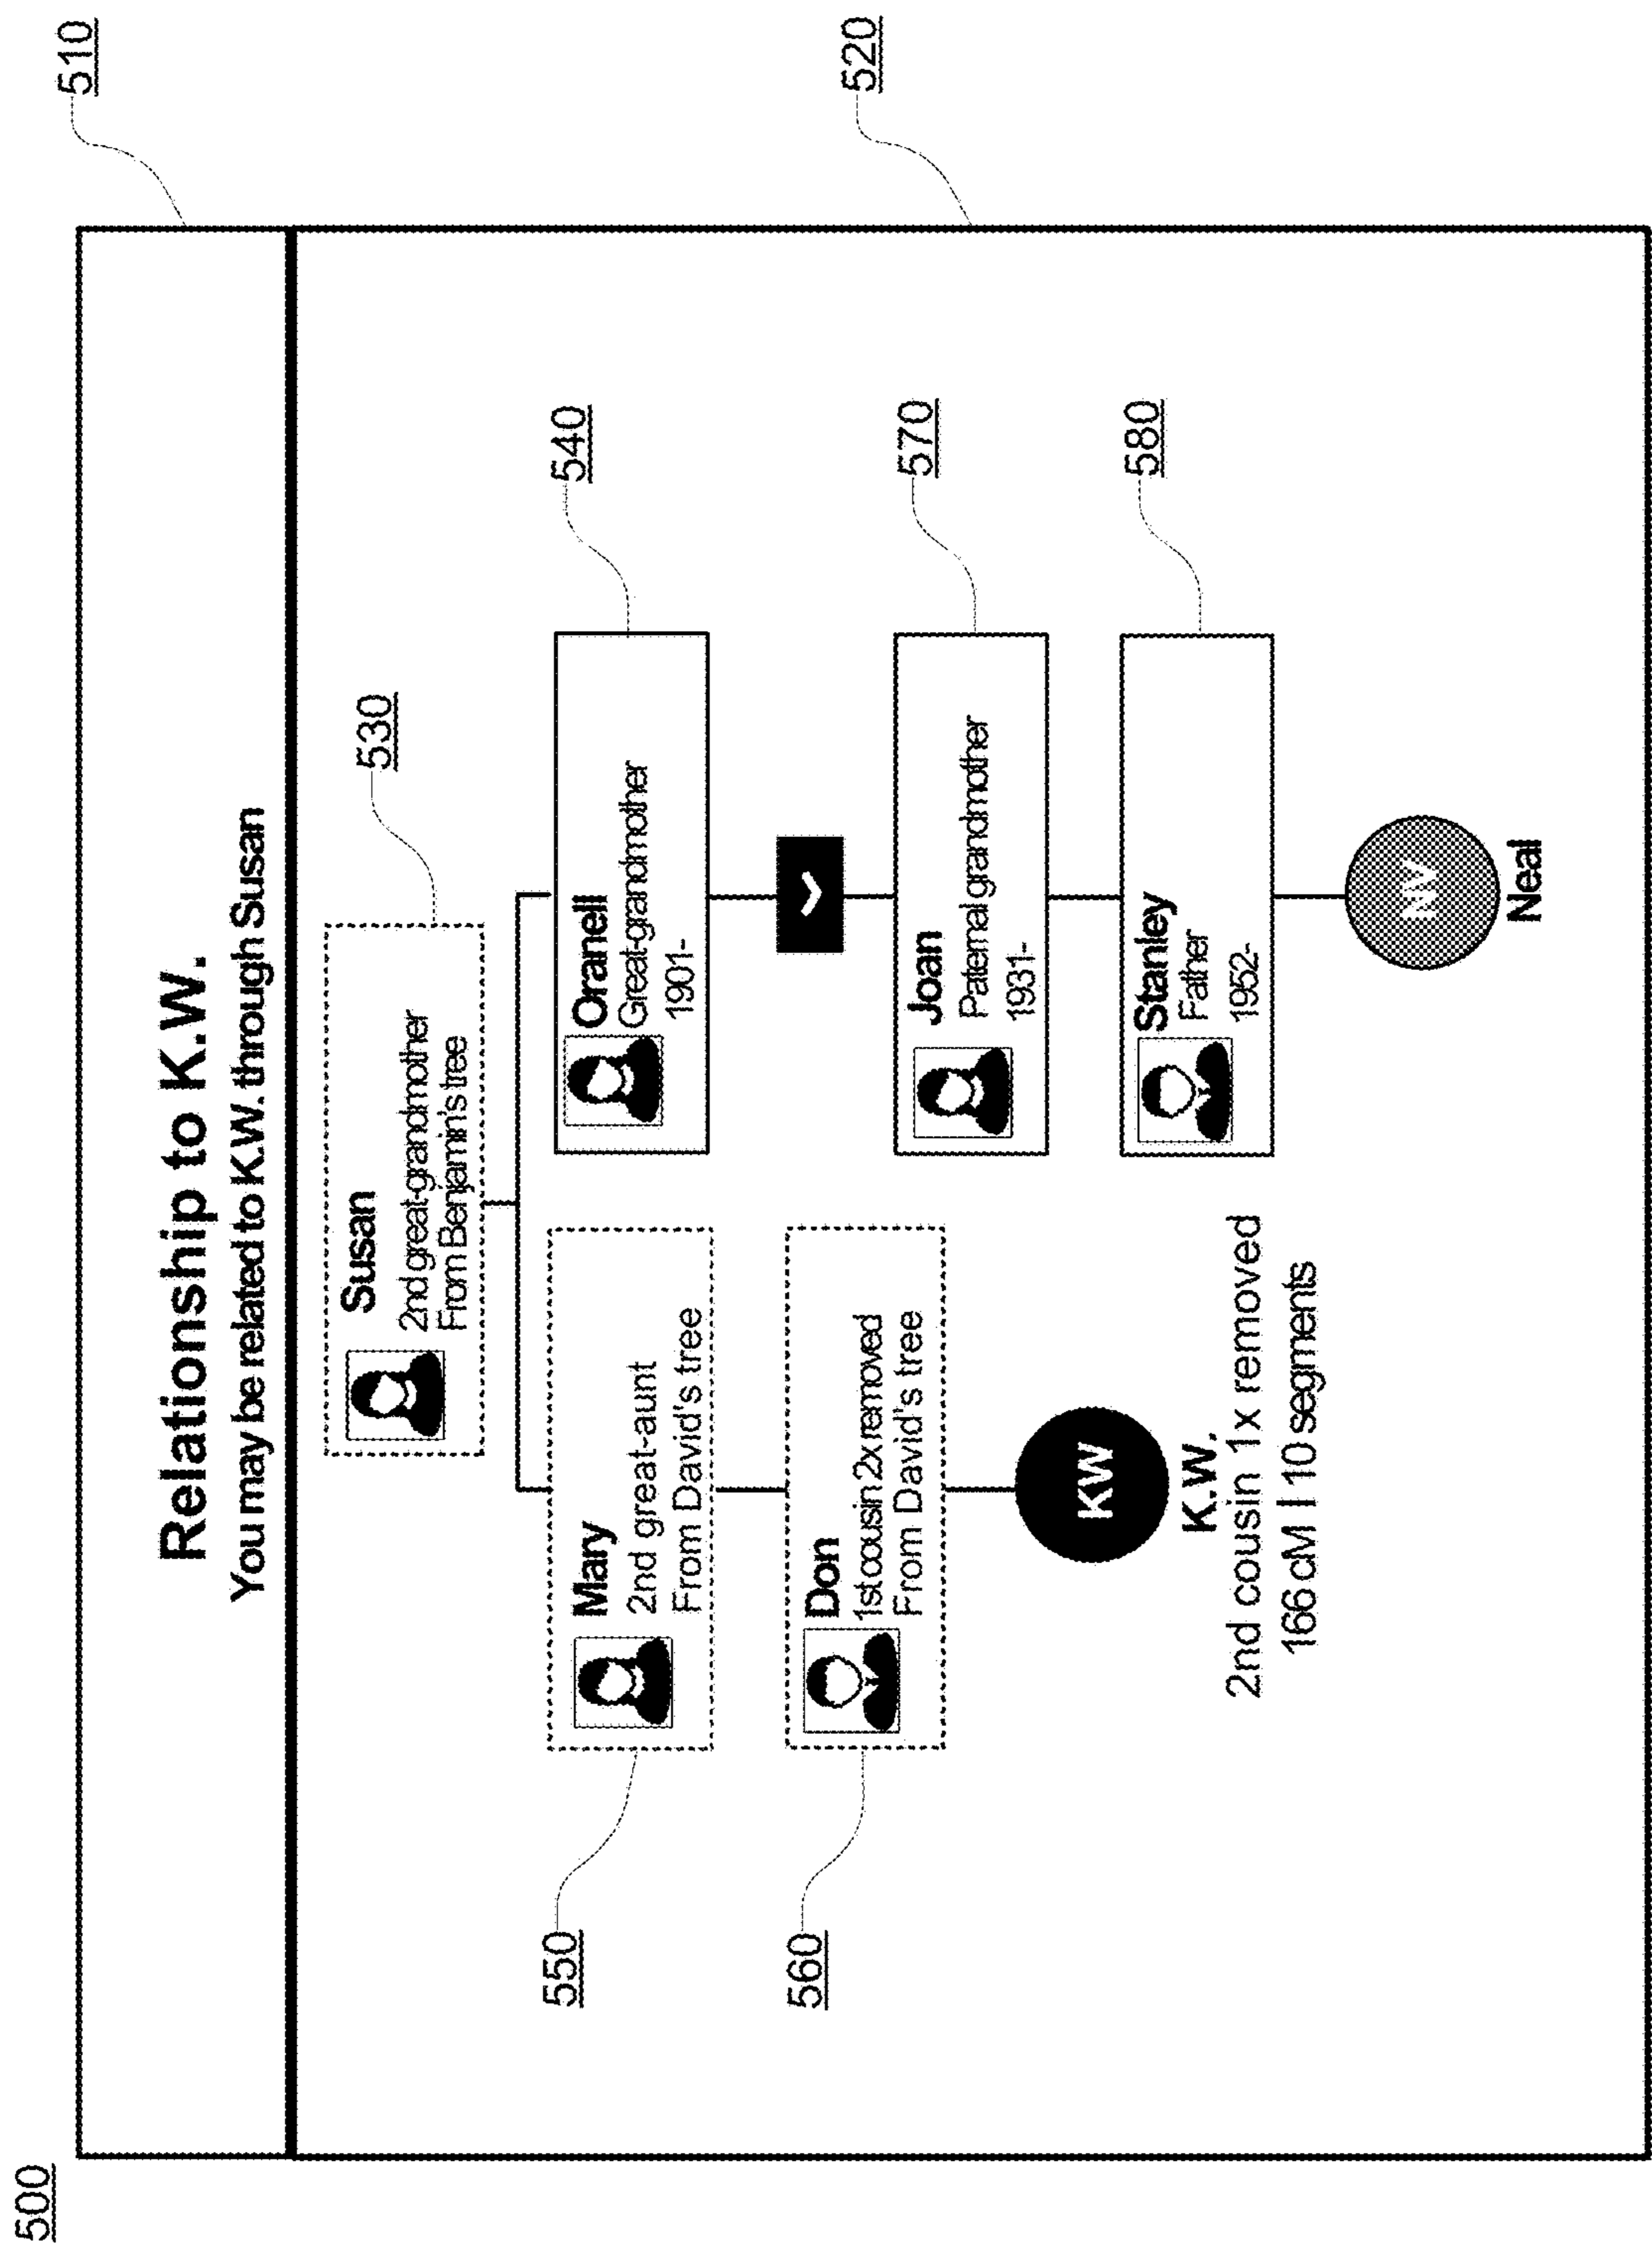 500
510
Relationship to K.W.
You may be related to K.W. through Susan
520
530
Susan
2nd great-grandmother
From Benjamin's tree
540
Oranell
Great-grandmother
1901-
550
Mary
2nd great-aunt
From David's tree
560
Don
1st cousin 2x removed
From David's tree
570
Joan
Paternal grandmother
1931-
580
Stanley
Father
1952-
KW
K.W.
2nd cousin 1x removed
166 cM | 10 segments
NV
Neal